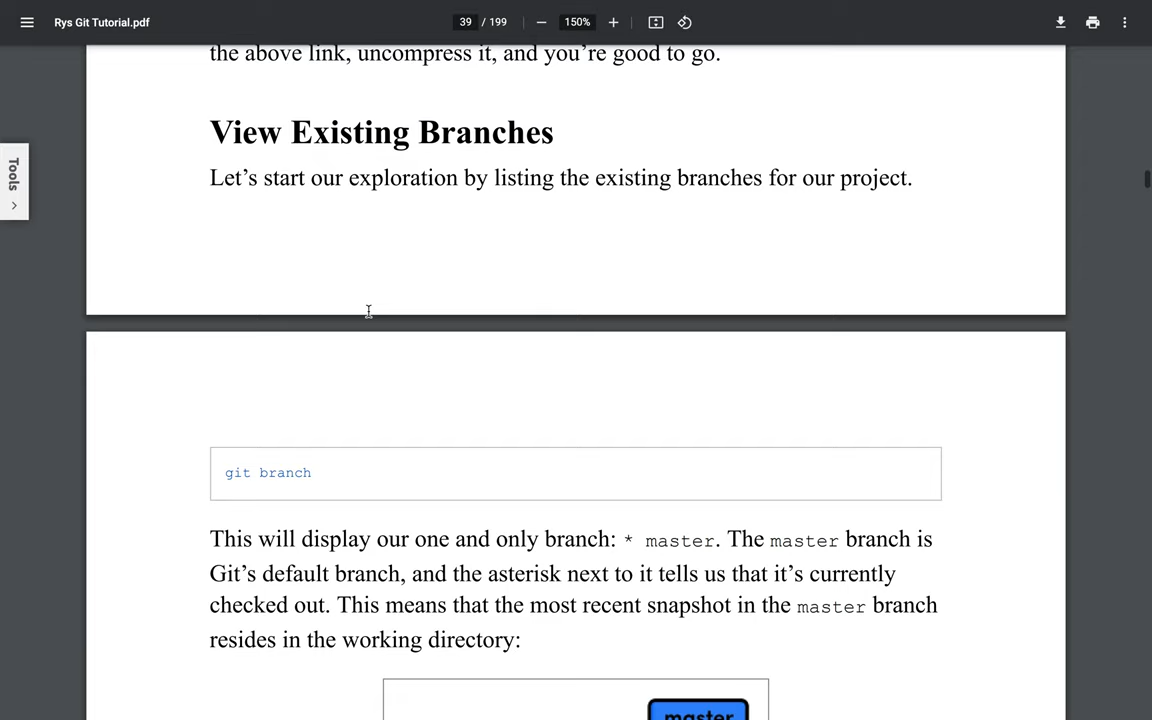 Rys Git Tutorial.pdf
39 / 199
150%
Tools
the above link, uncompress it, and you’re good to go.
View Existing Branches
Let’s start our exploration by listing the existing branches for our project.
git branch
This will display our one and only branch: * master. The master branch is
Git’s default branch, and the asterisk next to it tells us that it’s currently
checked out. This means that the most recent snapshot in the master branch
resides in the working directory:
master